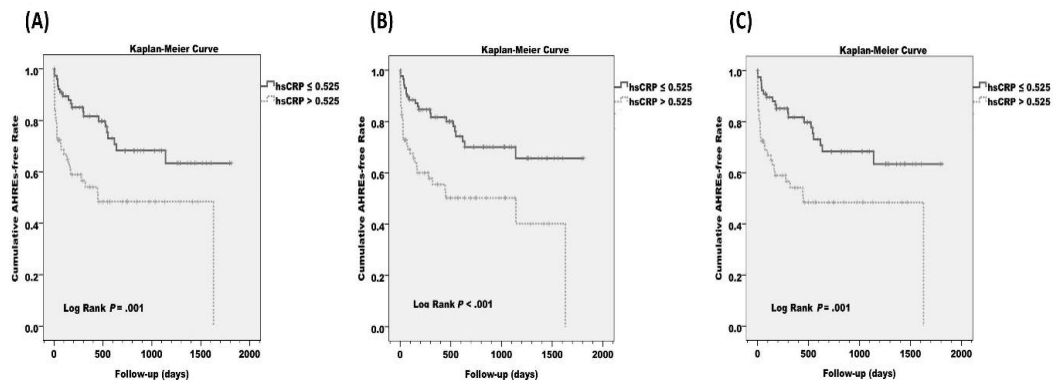 (A)
Kaplan-Meier Curve
hsCRP ≤ 0.525
hsCRP > 0.525
Cumulative AHREs-free Rate
1.0
0.8
0.6
0.4
0.2
0.0
Log Rank P = .001
0 500 1000 1500 2000
Follow-up (days)
(B)
Kaplan-Meier Curve
hsCRP ≤ 0.525
hsCRP > 0.525
Cumulative AHREs-free Rate
1.0
0.8
0.6
0.4
0.2
0.0
Log Rank P < .001
0 500 1000 1500 2000
Follow-up (days)
(C)
Kaplan-Meier Curve
hsCRP ≤ 0.525
hsCRP > 0.525
Cumulative AHREs-free Rate
1.0
0.8
0.6
0.4
0.2
0.0
Log Rank P = .001
0 500 1000 1500 2000
Follow-up (days)